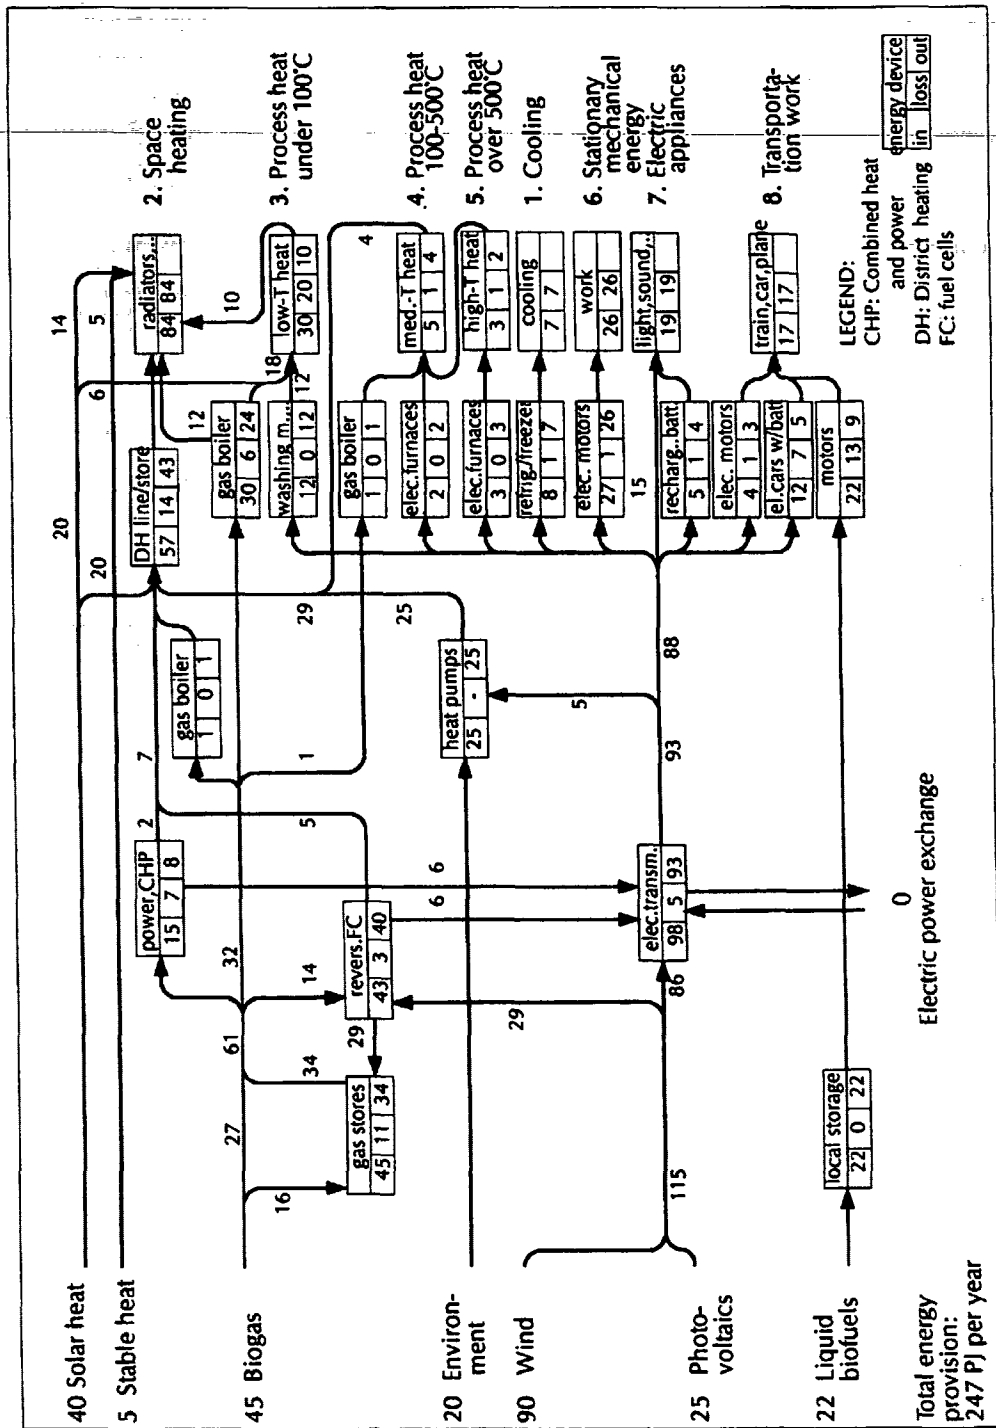 40 Solar heat
5 Stable heat
45 Biogas
20 Environ-
ment
90 Wind
25 Photo-
voltaics
22 Liquid
biofuels
Total energy
provision:
247 PJ per year
16
27
34
61
115
gas stores
45 11 34
local storage
22 0 22
29
14
32
29
86
revers.FC
43 3 40
power,CHP
15 7 8
2
7
5
6
6
elec.transm.
98 5 93
0
Electric power exchange
1
93
5
88
gas boiler
1 0 1
heat pumps
25 - 25
20
20
29
25
DH line/store
57 14 43
12
6
14
5
gas boiler
30 6 24
washing m...
12 0 12
18
12
gas boiler
1 0 1
elec.furnaces
2 0 2
elec.furnaces
3 0 3
refrig./freezer
8 1 7
elec. motors
27 1 26
15
recharg..batt
5 1 4
elec. motors
4 1 3
el.cars w/batt
12 7 5
motors
22 13 9
radiators,..
84 84
10
low-T heat
30 20 10
4
med.-T heat
5 1 4
high-T heat
3 1 2
cooling
7 7
work
26 26
light,sound,..
19 19
train,car,plane
17 17
2. Space
heating
3. Process heat
under 100°C
4. Process heat
100-500°C
5. Process heat
over 500°C
1. Cooling
6. Stationary
mechanical
energy
7. Electric
appliances
8. Transporta-
tion work
LEGEND:
CHP: Combined heat
and power
DH: District heating
FC: fuel cells
energy device
in loss out